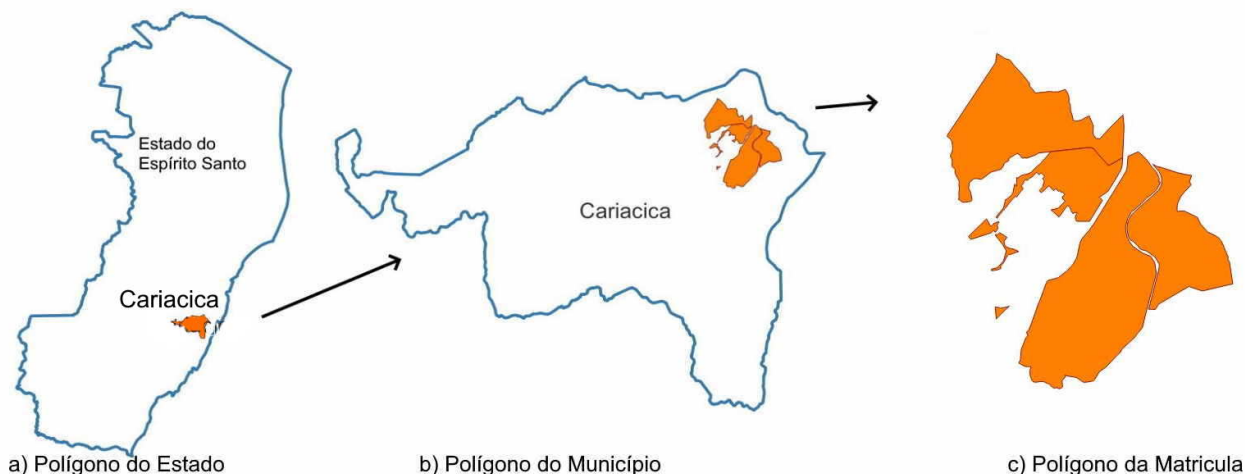 Estado do
Espírito Santo
Cariacica
Cariacica
a) Polígono do Estado
b) Polígono do Município
c) Polígono da Matricula